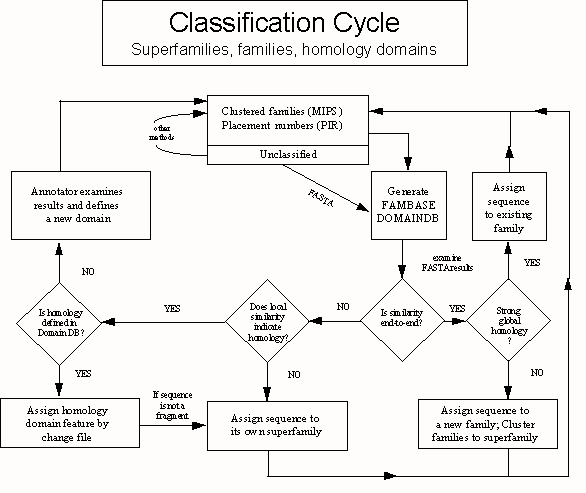 Classification Cycle
Superfamilies, families, homology domains
Clustered families (MIPS)
Placement numbers (PIR)
Unclassified
other
methods
FASTA
Annotator examines
results and defines
a new domain
Generate
FAMBASE
DOMAINDB
Assign
sequence
to existing
family
examine
FASTA results
NO
YES
Is homology
defined in
Domain DB?
YES
Does local
similarity
indicate
homology?
NO
Is similarity
end-to-end?
YES
Strong
global
homology
?
YES
NO
NO
Assign homology
domain feature by
change file
If sequence
is not a
fragment
Assign sequence to
its own superfamily
Assign sequence to
a new family; Cluster
families to superfamily